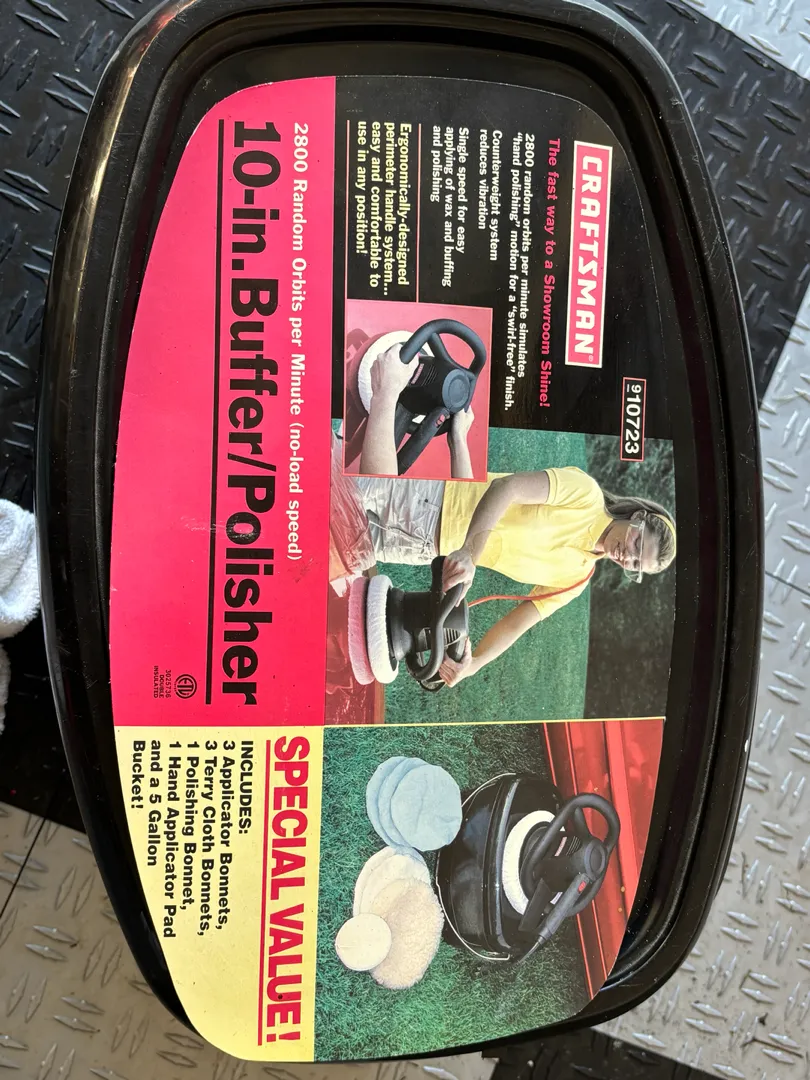 CRAFTSMAN®
910723
The fast way to a Showroom Shine!
2800 random orbits per minute simulates
"hand polishing" motion for a "swirl-free" finish.
Counterweight system
reduces vibration
Single speed for easy
applying of wax and buffing
and polishing
Ergonomically-designed
perimeter handle system...
easy and comfortable to
use in any position!
2800 Random Orbits per Minute (no-load speed)
10-in. Buffer/Polisher
ETL
3025736
DOUBLE
INSULATED
SPECIAL VALUE!
INCLUDES:
3 Applicator Bonnets,
3 Terry Cloth Bonnets,
1 Polishing Bonnet,
1 Hand Applicator Pad
and a 5 Gallon
Bucket!